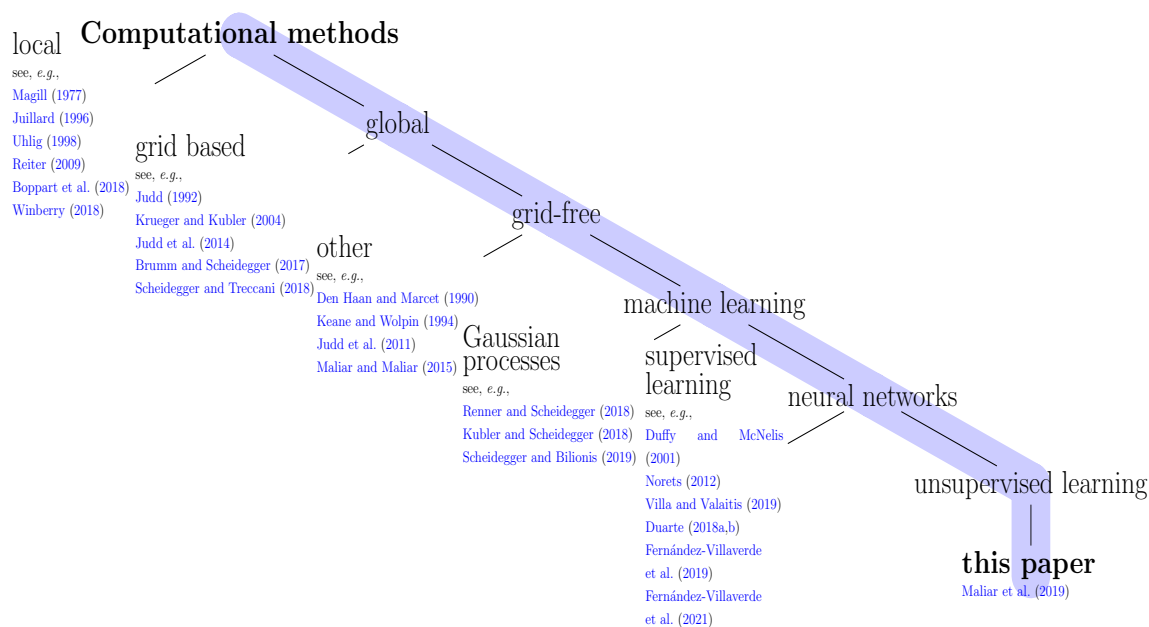 Computational methods
local
see, e.g.,
Magill (1977)
Juillard (1996)
Uhlig (1998)
Reiter (2009)
Boppart et al. (2018)
Winberry (2018)
global
grid based
see, e.g.,
Judd (1992)
Krueger and Kubler (2004)
Judd et al. (2014)
Brumm and Scheidegger (2017)
Scheidegger and Treccani (2018)
grid-free
other
see, e.g.,
Den Haan and Marcet (1990)
Keane and Wolpin (1994)
Judd et al. (2011)
Maliar and Maliar (2015)
machine learning
Gaussian
processes
see, e.g.,
Renner and Scheidegger (2018)
Kubler and Scheidegger (2018)
Scheidegger and Bilionis (2019)
neural networks
supervised
learning
see, e.g.,
Duffy and McNelis
(2001)
Norets (2012)
Villa and Valaitis (2019)
Duarte (2018a,b)
Fernández-Villaverde
et al. (2019)
Fernández-Villaverde
et al. (2021)
unsupervised learning
this paper
Maliar et al. (2019)